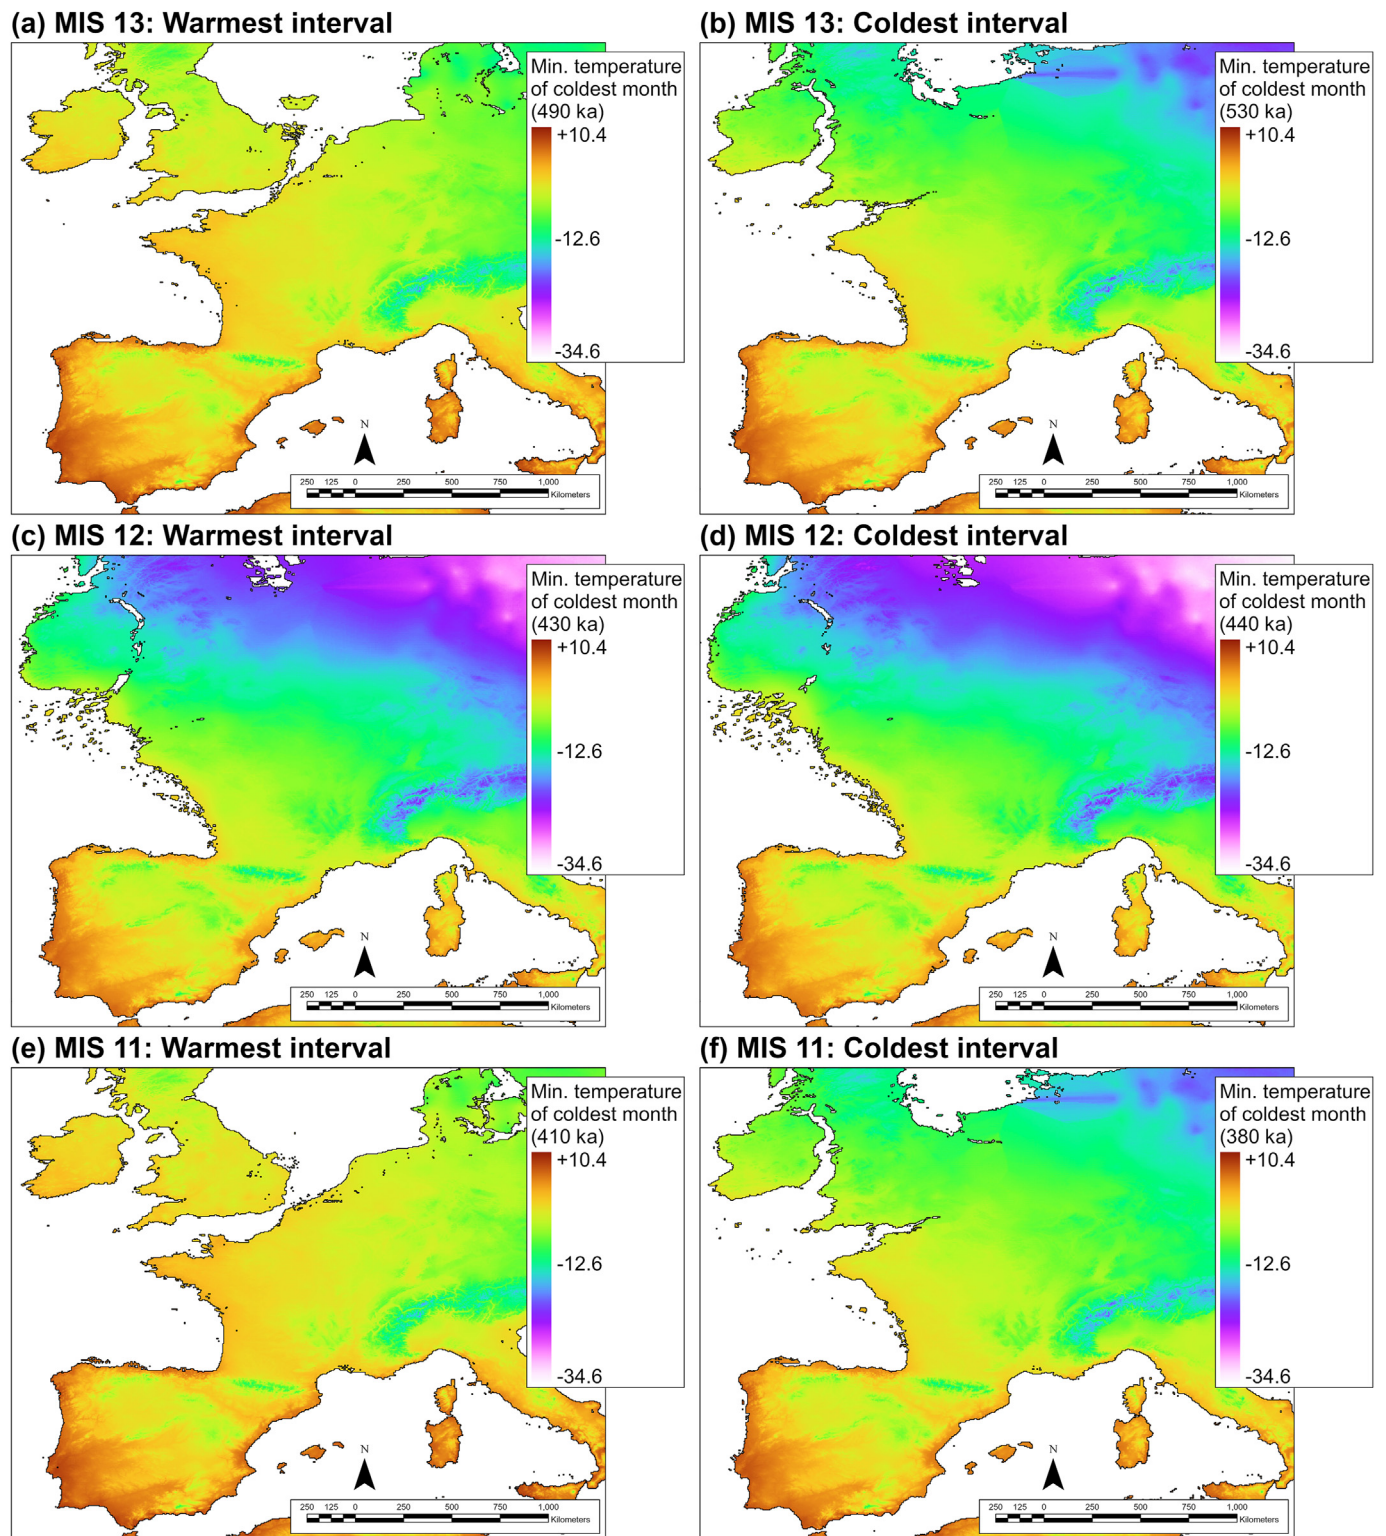 (a) MIS 13: Warmest interval
Min. temperature
of coldest month
(490 ka)
+10.4
-12.6
-34.6
N
250 125 0 250 500 750 1,000
Kilometers
(b) MIS 13: Coldest interval
Min. temperature
of coldest month
(530 ka)
+10.4
-12.6
-34.6
N
250 125 0 250 500 750 1,000
Kilometers
(c) MIS 12: Warmest interval
Min. temperature
of coldest month
(430 ka)
+10.4
-12.6
-34.6
N
250 125 0 250 500 750 1,000
Kilometers
(d) MIS 12: Coldest interval
Min. temperature
of coldest month
(440 ka)
+10.4
-12.6
-34.6
N
250 125 0 250 500 750 1,000
Kilometers
(e) MIS 11: Warmest interval
Min. temperature
of coldest month
(410 ka)
+10.4
-12.6
-34.6
N
250 125 0 250 500 750 1,000
Kilometers
(f) MIS 11: Coldest interval
Min. temperature
of coldest month
(380 ka)
+10.4
-12.6
-34.6
N
250 125 0 250 500 750 1,000
Kilometers